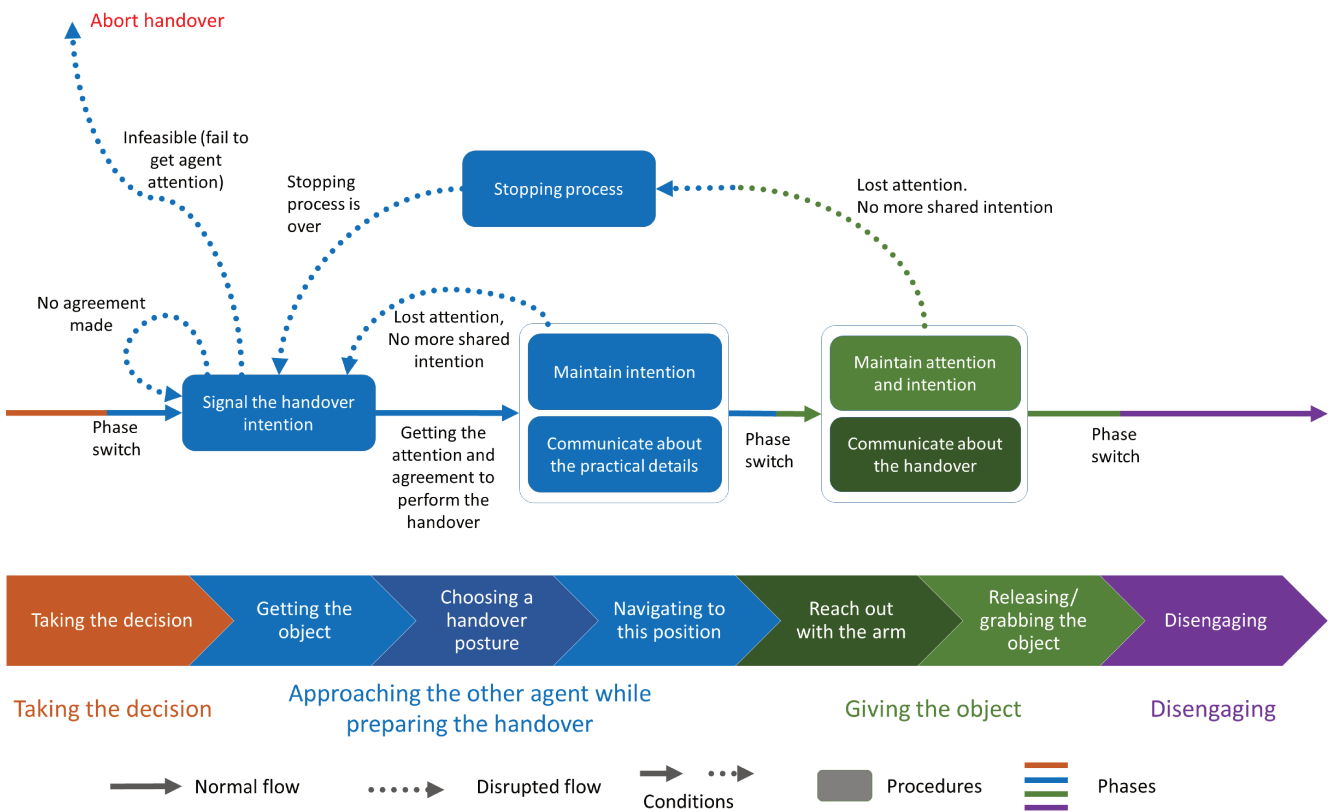 Abort handover
Infeasible (fail to
get agent
attention)
Stopping
process is
over
Stopping process
Lost attention.
No more shared intention
No agreement
made
Lost attention,
No more shared
intention
Signal the handover
intention
Maintain intention
Communicate about
the practical details
Maintain attention
and intention
Communicate about
the handover
Phase
switch
Getting the
attention and
agreement to
perform the
handover
Phase
switch
Phase
switch
Taking the decision
Getting the
object
Choosing a
handover
posture
Navigating to
this position
Reach out
with the arm
Releasing/
grabbing the
object
Disengaging
Taking the decision
Approaching the other agent while
preparing the handover
Giving the object
Disengaging
Normal flow
Disrupted flow
Conditions
Procedures
Phases